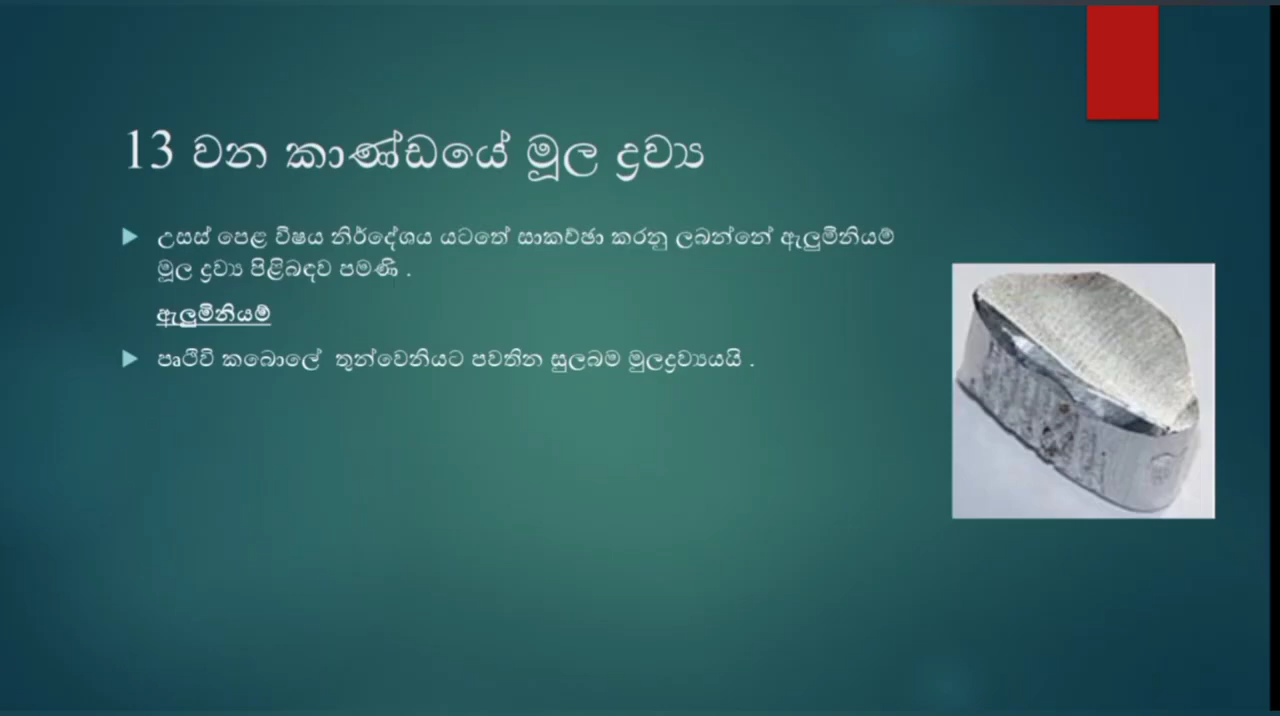 13 වන කාණ්ඩයේ මූල ද්‍රව්‍ය
උසස් පෙළ විෂය නිර්දේශය යටතේ සාකච්ඡා කරනු ලබන්නේ ඇලුමිනියම්
මූල ද්‍රව්‍ය පිළිබඳව පමණි .
ඇලුමිනියම්
පෘථිවි කබොලේ තුන්වෙනියට පවතින සුලබම මුලද්‍රව්‍යයයි .